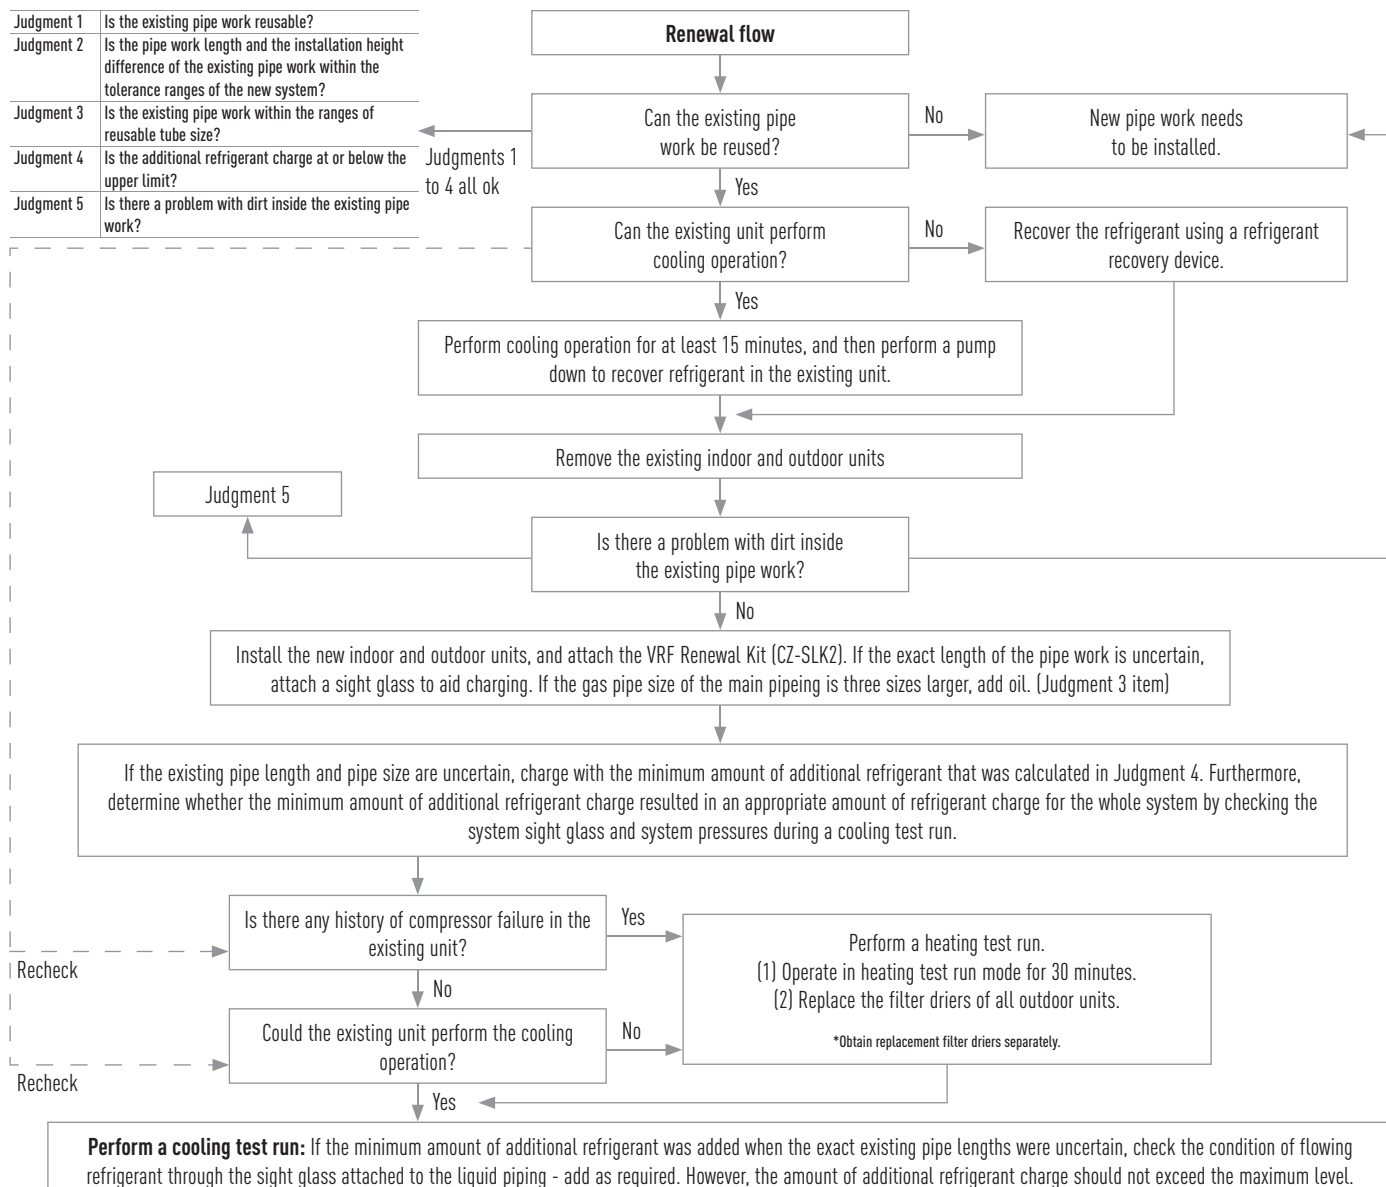 Judgment 1 Is the existing pipe work reusable?
Judgment 2 Is the pipe work length and the installation height
difference of the existing pipe work within the
tolerance ranges of the new system?
Judgment 3 Is the existing pipe work within the ranges of
reusable tube size?
Judgment 4 Is the additional refrigerant charge at or below the
upper limit?
Judgment 5 Is there a problem with dirt inside the existing pipe
work?
Renewal flow
Can the existing pipe
work be reused?
Judgments 1
to 4 all ok
No
New pipe work needs
to be installed.
Yes
Can the existing unit perform
cooling operation?
No
Recover the refrigerant using a refrigerant
recovery device.
Yes
Perform cooling operation for at least 15 minutes, and then perform a pump
down to recover refrigerant in the existing unit.
Remove the existing indoor and outdoor units
Judgment 5
Is there a problem with dirt inside
the existing pipe work?
No
Install the new indoor and outdoor units, and attach the VRF Renewal Kit (CZ-SLK2). If the exact length of the pipe work is uncertain,
attach a sight glass to aid charging. If the gas pipe size of the main pipeing is three sizes larger, add oil. (Judgment 3 item)
If the existing pipe length and pipe size are uncertain, charge with the minimum amount of additional refrigerant that was calculated in Judgment 4. Furthermore,
determine whether the minimum amount of additional refrigerant charge resulted in an appropriate amount of refrigerant charge for the whole system by checking the
system sight glass and system pressures during a cooling test run.
Is there any history of compressor failure in the
existing unit?
Yes
Recheck
No
Perform a heating test run.
(1) Operate in heating test run mode for 30 minutes.
(2) Replace the filter driers of all outdoor units.
*Obtain replacement filter driers separately.
Could the existing unit perform the cooling
operation?
No
Recheck
Yes
Perform a cooling test run: If the minimum amount of additional refrigerant was added when the exact existing pipe lengths were uncertain, check the condition of flowing
refrigerant through the sight glass attached to the liquid piping - add as required. However, the amount of additional refrigerant charge should not exceed the maximum level.